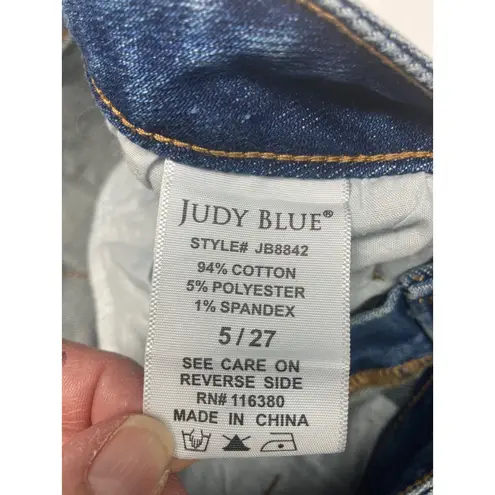 JUDY BLUE®
STYLE# JB8842
94% COTTON
5% POLYESTER
1% SPANDEX
5 / 27
SEE CARE ON
REVERSE SIDE
RN# 116380
MADE IN CHINA